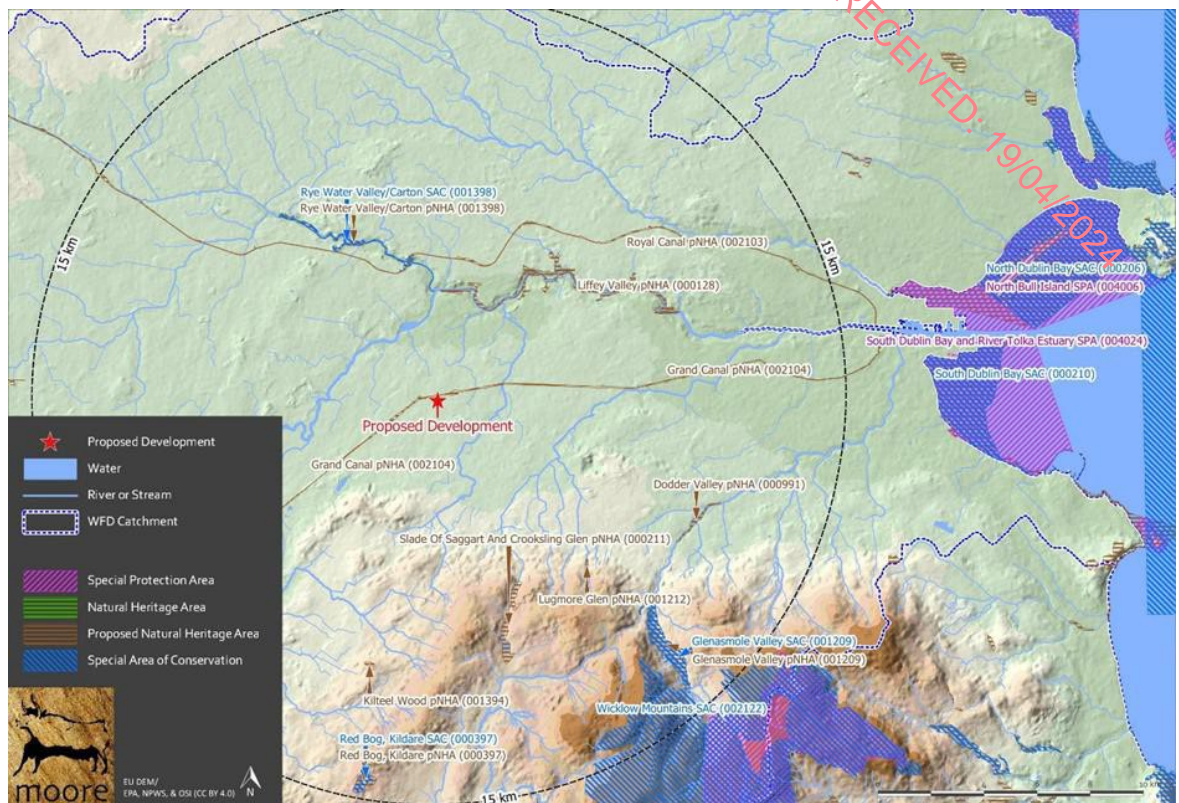 RECEIVED: 19/04/2024
Rye Water Valley/Carton SAC (001398)
Rye Water Valley/Carton pNHA (001398)
Royal Canal pNHA (002103)
15 km
15 km
North Dublin Bay SAC (000206)
North Bull Island SPA (004006)
Liffey Valley pNHA (000128)
South Dublin Bay and River Tolka Estuary SPA (004024)
Grand Canal pNHA (002104)
South Dublin Bay SAC (000210)
Proposed Development
Grand Canal pNHA (002104)
Dodder Valley pNHA (000991)
Slade Of Saggart And Crooksling Glen pNHA (000211)
Lugmore Glen pNHA (001212)
Glenasmole Valley SAC (001209)
Glenasmole Valley pNHA (001209)
Kilteel Wood pNHA (001394)
Wicklow Mountains SAC (002122)
Red Bog, Kildare SAC (000397)
Red Bog, Kildare pNHA (000397)
15 km
Proposed Development
Water
River or Stream
WFD Catchment
Special Protection Area
Natural Heritage Area
Proposed Natural Heritage Area
Special Area of Conservation
moore
EU DEM/
EPA, NPWS, & OSI (CC BY 4.0)
N
10 km